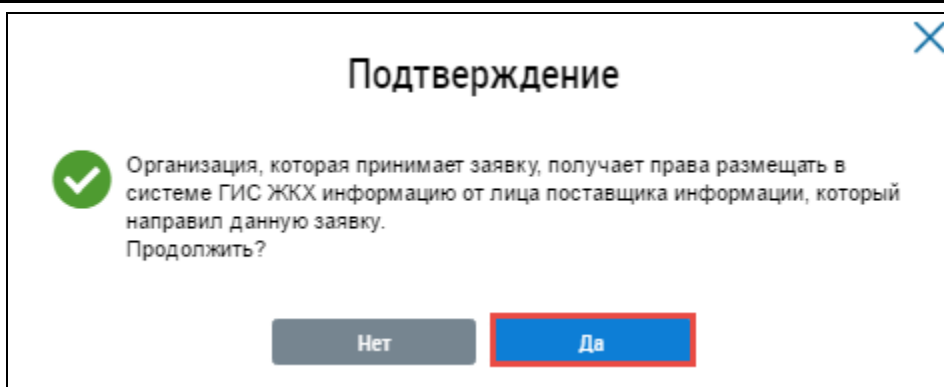 Подтверждение
Организация, которая принимает заявку, получает права размещать в
системе ГИС ЖКХ информацию от лица поставщика информации, который
направил данную заявку.
Продолжить?
Нет
Да